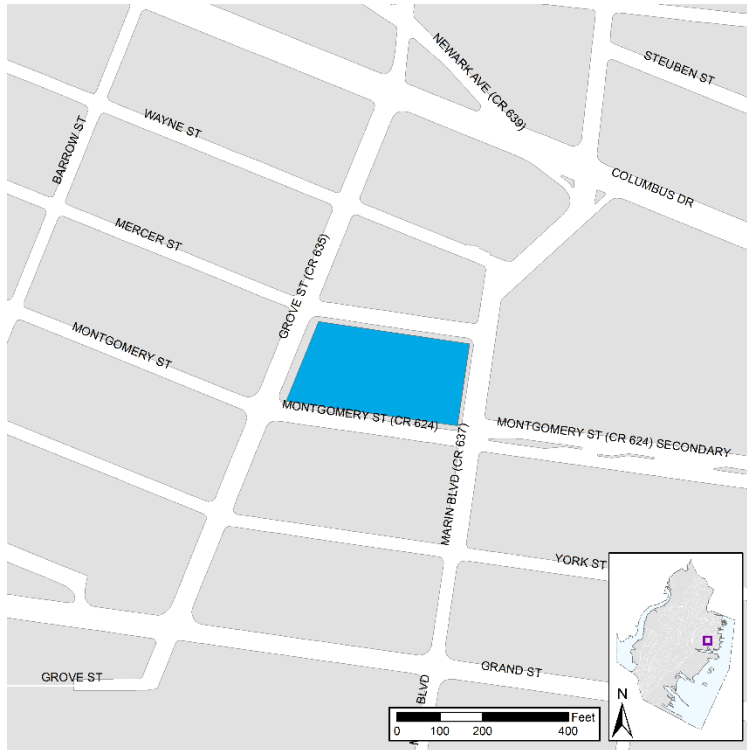 NEWARK AVE (CR 639)
STEUBEN ST
WAYNE ST
BARROW ST
COLUMBUS DR
MERCER ST
GROVE ST (CR 635)
MONTGOMERY ST
MONTGOMERY ST (CR 624)
MONTGOMERY ST (CR 624) SECONDARY
MARIN BLVD (CR 637)
YORK ST
GRAND ST
GROVE ST
BLVD
N
Feet
0 100 200 400